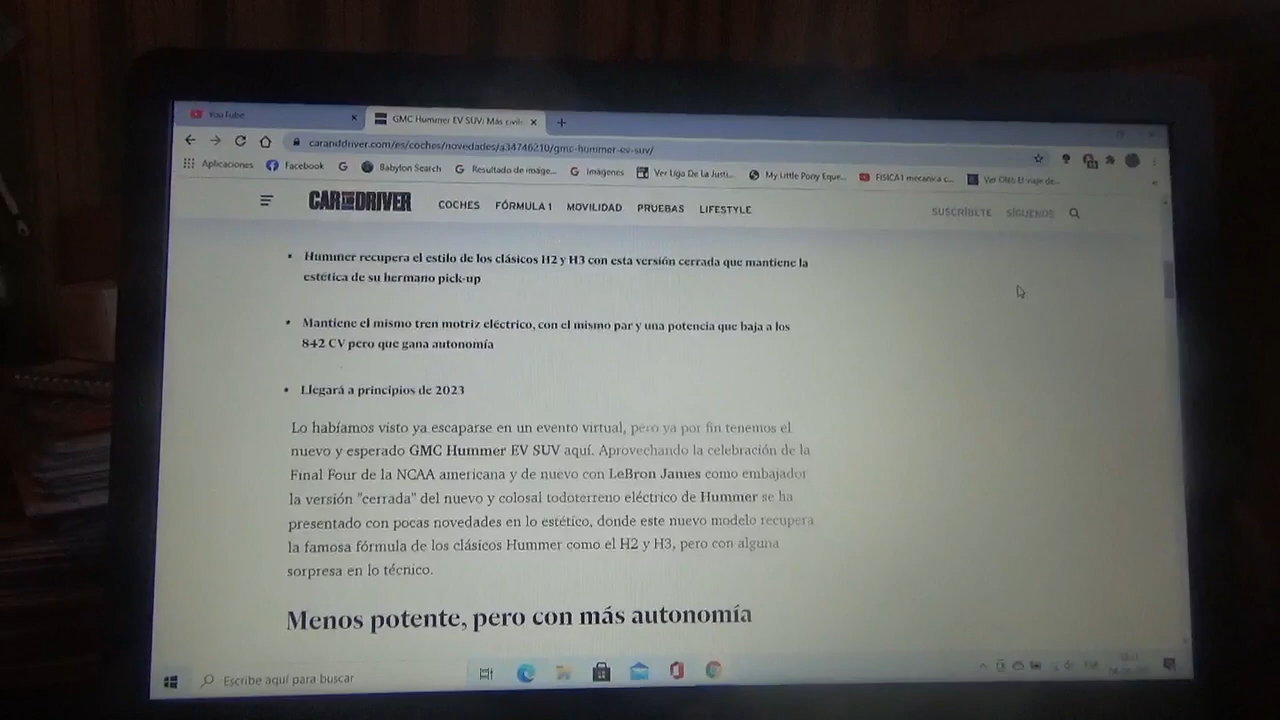 YouTube
GMC Hummer EV SUV: Más
caranddriver.com/es/coches/novedades/a34746210/gmc-hummer-ev-suv/
Aplicaciones Facebook G Babylon Search Resultado de image... Imágenes Ver Liga De La Justi... My Little Pony Eque... FISICA1 mecanica c...
CAR AND DRIVER COCHES FÓRMULA 1 MOVILIDAD PRUEBAS LIFESTYLE SUSCRÍBETE SÍGUENOS
• Hummer recupera el estilo de los clásicos H2 y H3 con esta versión cerrada que mantiene la
estética de su hermano pick-up
• Mantiene el mismo tren motriz eléctrico, con el mismo par y una potencia que baja a los
842 CV pero que gana autonomía
• Llegará a principios de 2023
Lo habíamos visto ya escaparse en un evento virtual, pero ya por fin tenemos el
nuevo y esperado GMC Hummer EV SUV aquí. Aprovechando la celebración de la
Final Four de la NCAA americana y de nuevo con LeBron James como embajador
la versión "cerrada" del nuevo y colosal todoterreno eléctrico de Hummer se ha
presentado con pocas novedades en lo estético, donde este nuevo modelo recupera
la famosa fórmula de los clásicos Hummer como el H2 y H3, pero con alguna
sorpresa en lo técnico.
Menos potente, pero con más autonomía
Escribe aquí para buscar